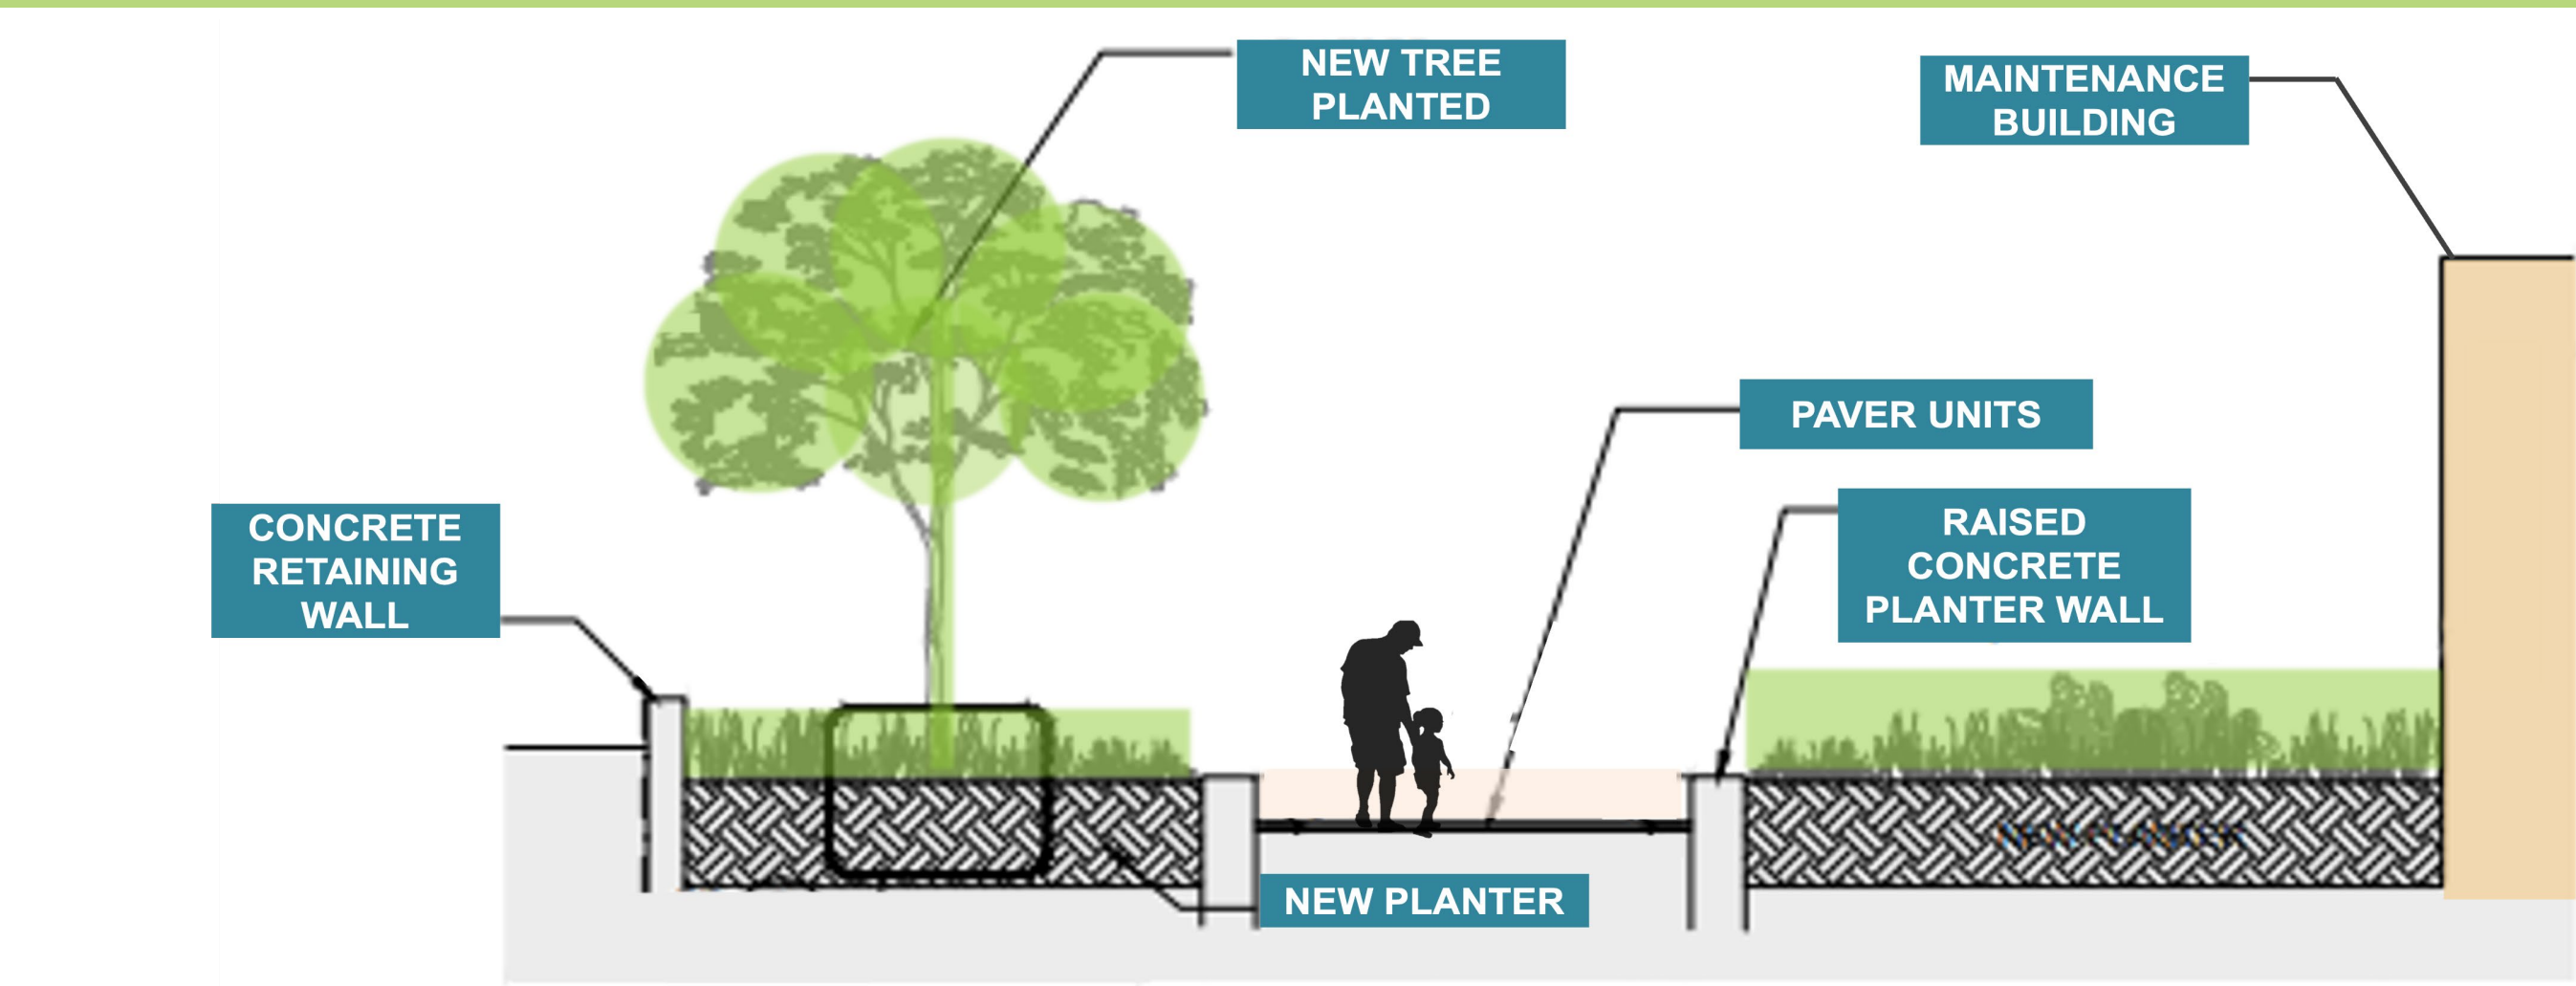 NEW TREE
PLANTED
MAINTENANCE
BUILDING
PAVER UNITS
RAISED
CONCRETE
PLANTER WALL
CONCRETE
RETAINING
WALL
NEW PLANTER